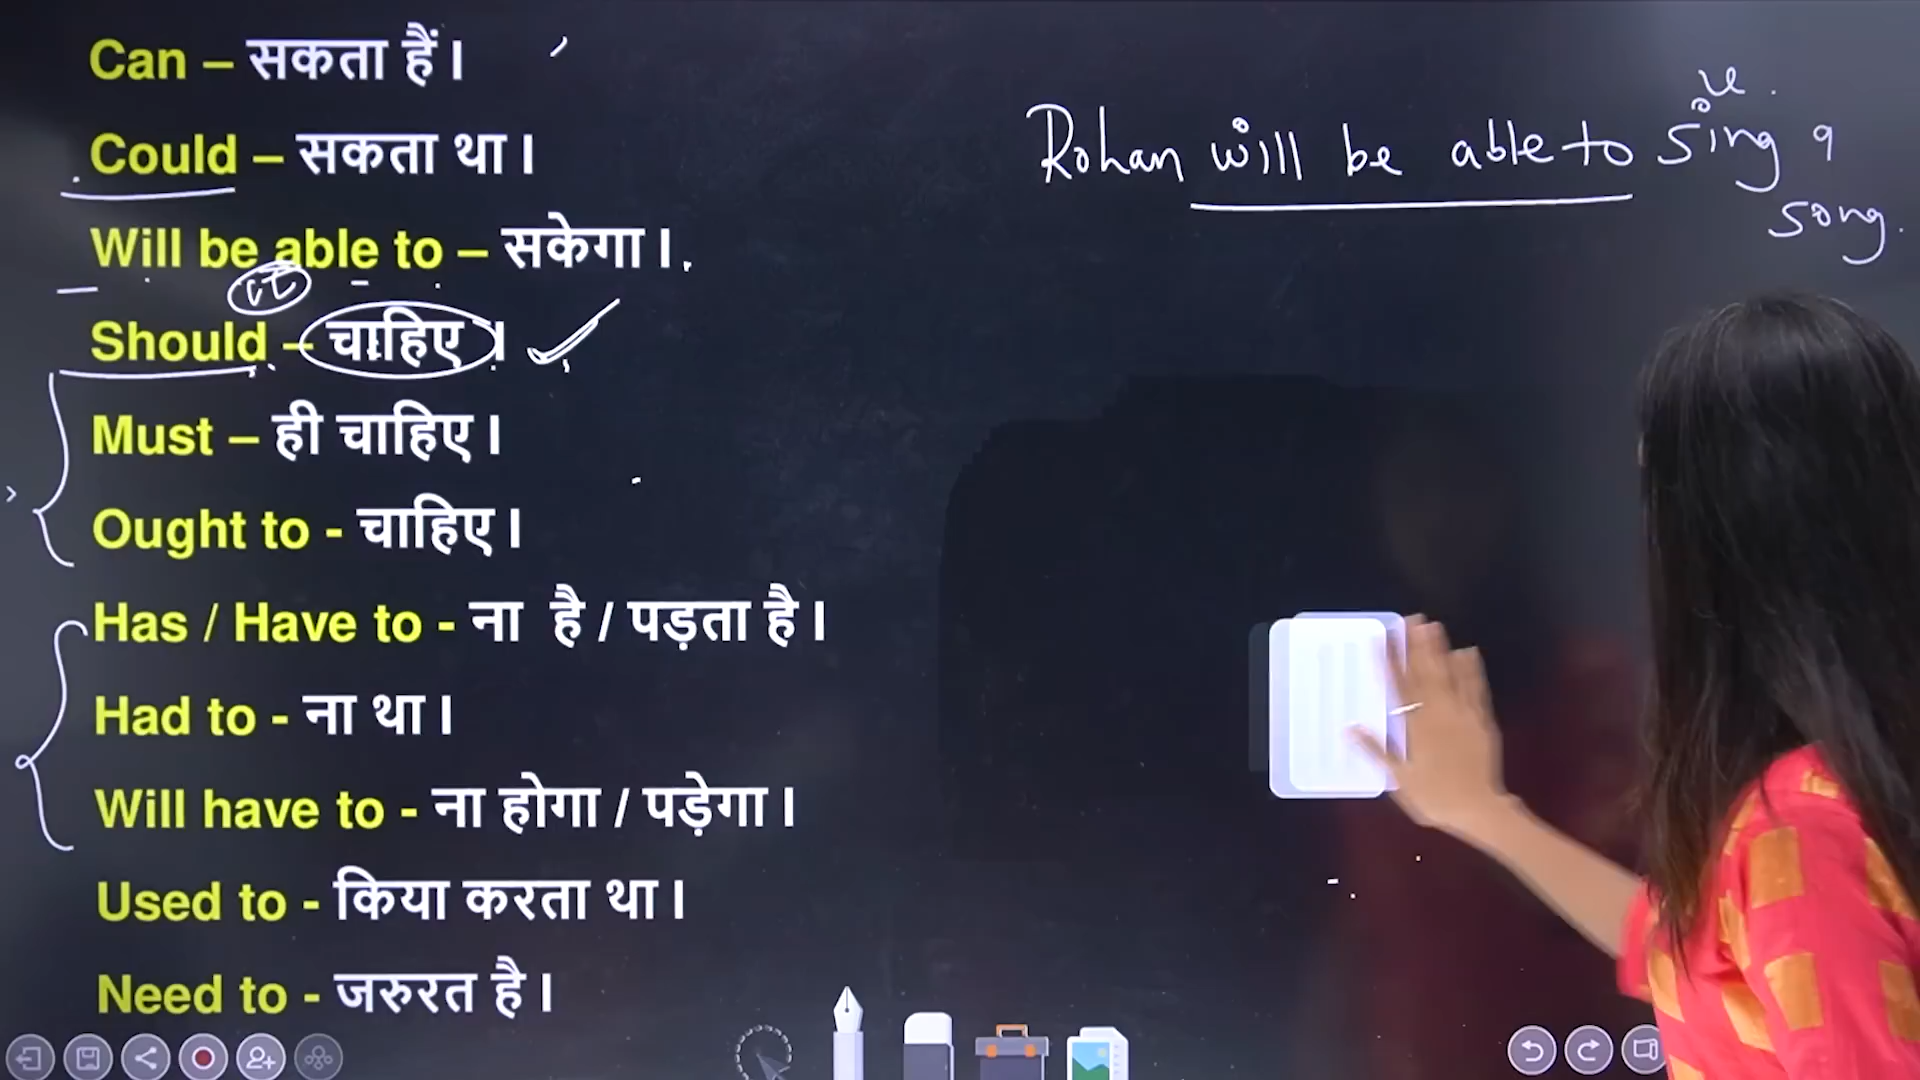 Can – सकता हैं।
Could – सकता था।
Will be able to – सकेगा।
Should – चाहिए।
Must – ही चाहिए।
Ought to - चाहिए।
Has / Have to - ना है / पड़ता है।
Had to - ना था।
Will have to - ना होगा / पड़ेगा।
Used to - किया करता था।
Need to - जरुरत है।
Rohan will be able to sing a
song.